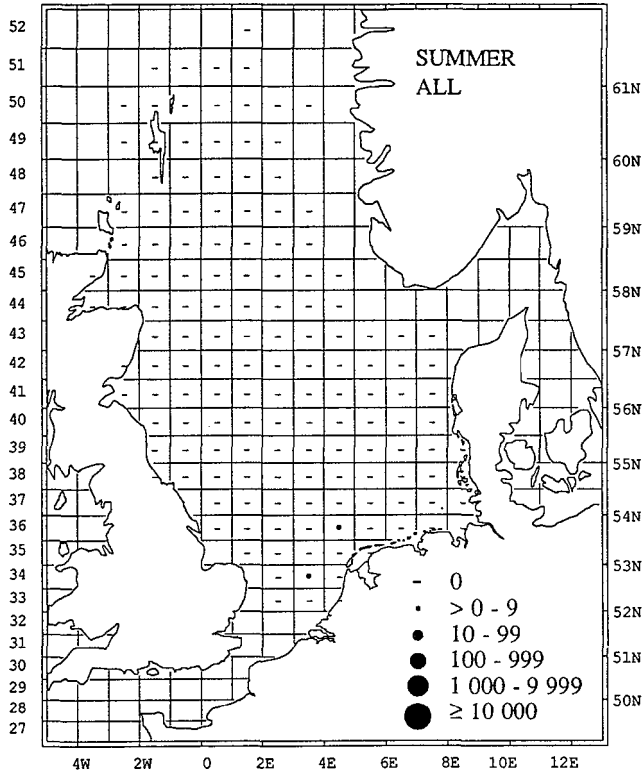 52
51
50
49
48
47
46
45
44
43
42
41
40
39
38
37
36
35
34
33
32
31
30
29
28
27
SUMMER
ALL
61N
60N
59N
58N
57N
56N
55N
54N
53N
52N
51N
50N
- 0
> 0 - 9
10 - 99
100 - 999
1 000 - 9 999
≥ 10 000
4W 2W 0 2E 4E 6E 8E 10E 12E